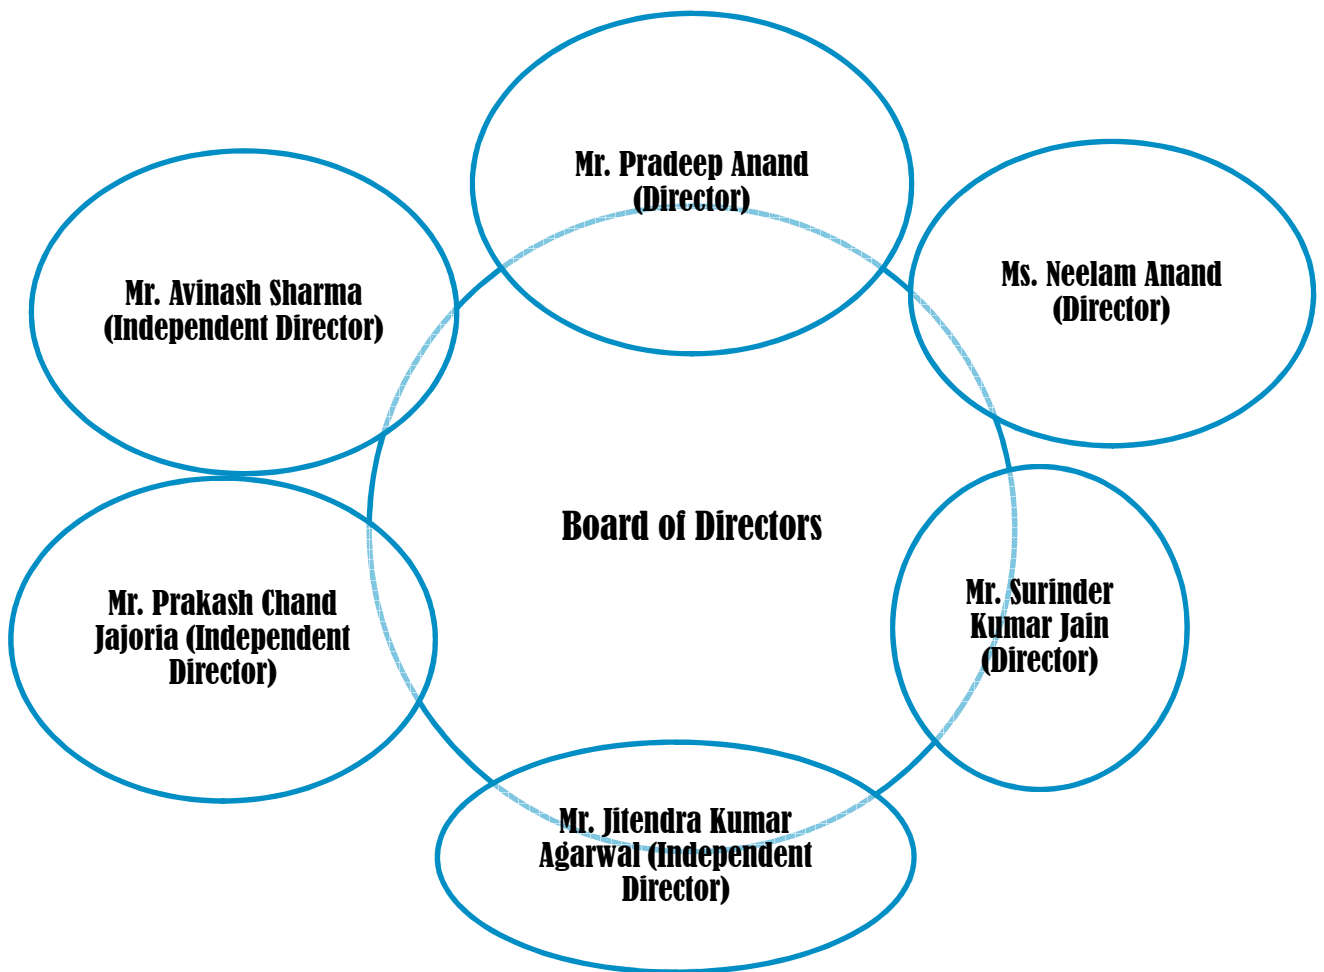 Mr. Pradeep Anand
(Director)
Ms. Neelam Anand
(Director)
Mr. Avinash Sharma
(Independent Director)
Board of Directors
Mr. Surinder
Kumar Jain
(Director)
Mr. Prakash Chand
Jajoria (Independent
Director)
Mr. Jitendra Kumar
Agarwal (Independent
Director)